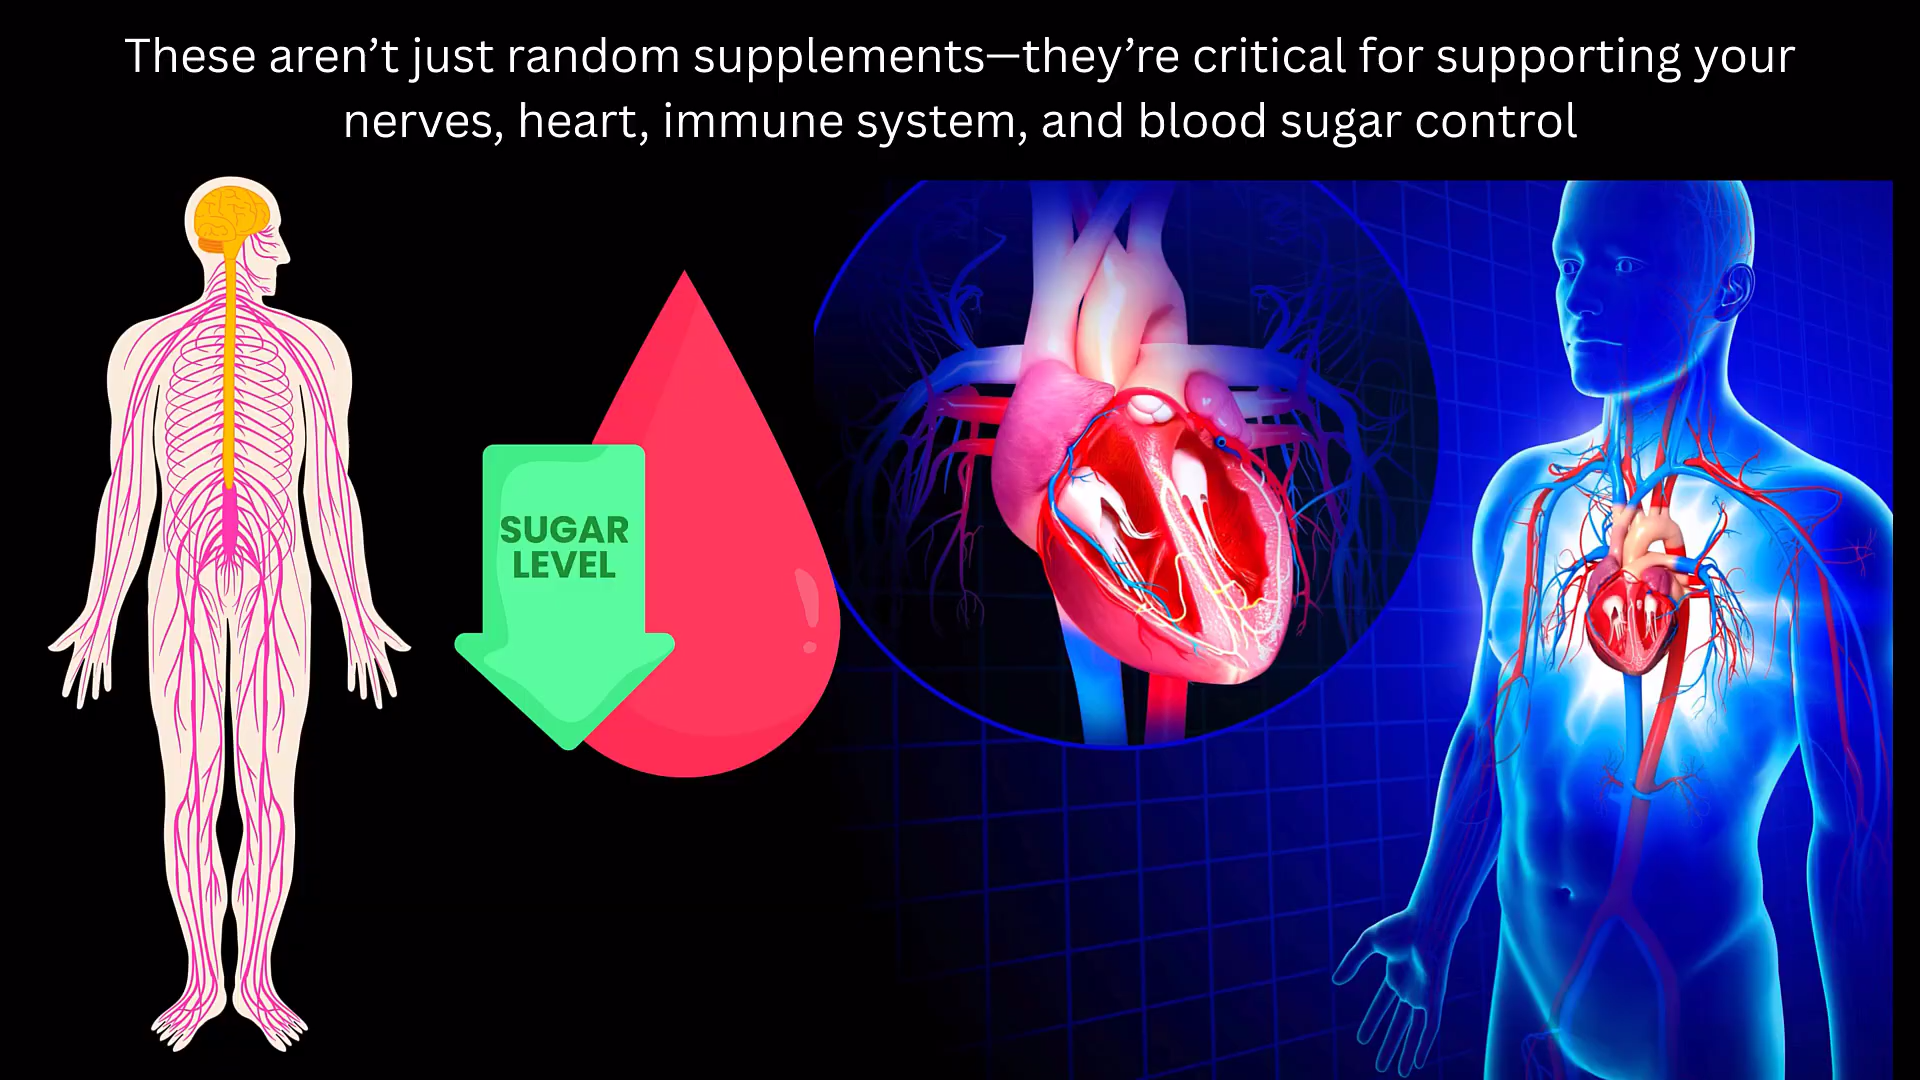 These aren’t just random supplements—they’re critical for supporting your
nerves, heart, immune system, and blood sugar control
SUGAR
LEVEL